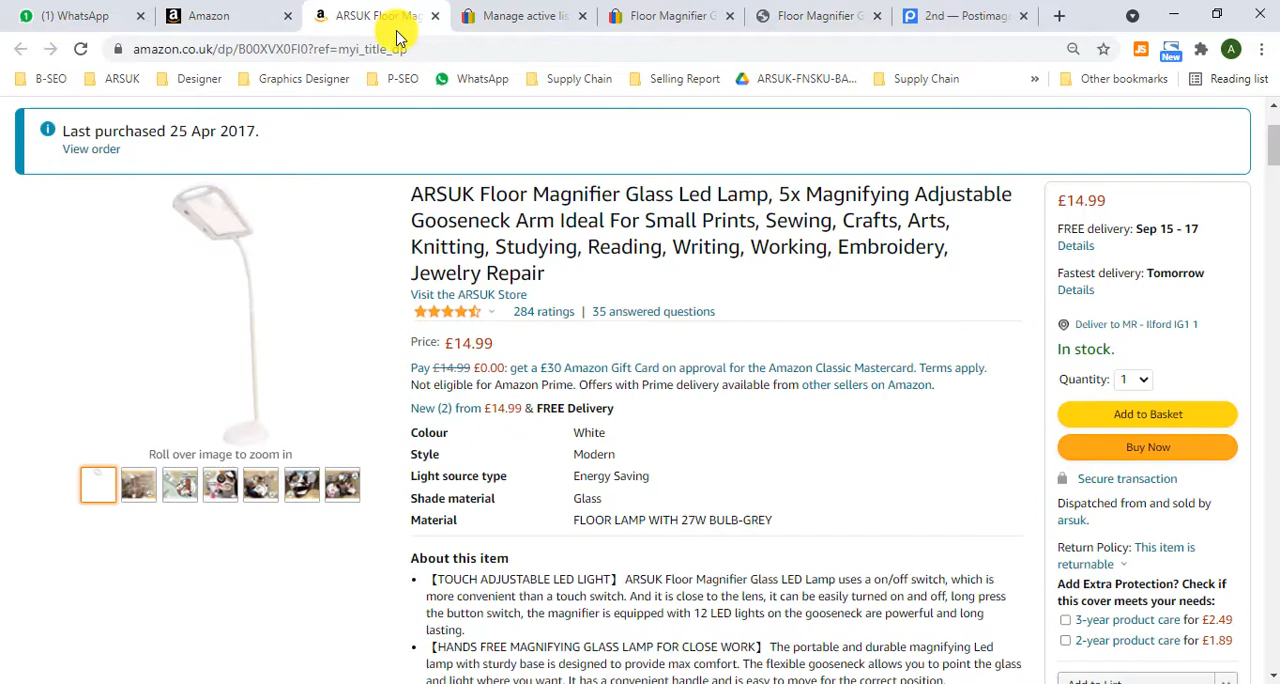 (1) WhatsApp
Amazon
ARSUK Floor Mag
Manage active lis
Floor Magnifier G
Floor Magnifier G
2nd — Postimage
amazon.co.uk/dp/B00XVX0FI0?ref=myi_title_dp
JS
New
A
B-SEO
ARSUK
Designer
Graphics Designer
P-SEO
WhatsApp
Supply Chain
Selling Report
ARSUK-FNSKU-BA...
Supply Chain
»
Other bookmarks
Reading list
Last purchased 25 Apr 2017.
View order
ARSUK Floor Magnifier Glass Led Lamp, 5x Magnifying Adjustable
Gooseneck Arm Ideal For Small Prints, Sewing, Crafts, Arts,
Knitting, Studying, Reading, Writing, Working, Embroidery,
Jewelry Repair
Visit the ARSUK Store
284 ratings | 35 answered questions
Price: £14.99
Pay £14.99 £0.00: get a £30 Amazon Gift Card on approval for the Amazon Classic Mastercard. Terms apply.
Not eligible for Amazon Prime. Offers with Prime delivery available from other sellers on Amazon.
New (2) from £14.99 & FREE Delivery
Colour White
Style Modern
Light source type Energy Saving
Shade material Glass
Material FLOOR LAMP WITH 27W BULB-GREY
Roll over image to zoom in
About this item
• 【TOUCH ADJUSTABLE LED LIGHT】 ARSUK Floor Magnifier Glass LED Lamp uses a on/off switch, which is
more convenient than a touch switch. And it is close to the lens, it can be easily turned on and off, long press
the button switch, the magnifier is equipped with 12 LED lights on the gooseneck are powerful and long
lasting.
• 【HANDS FREE MAGNIFYING GLASS LAMP FOR CLOSE WORK】 The portable and durable magnifying Led
lamp with sturdy base is designed to provide max comfort. The flexible gooseneck allows you to point the glass
and light where you want. It has a convenient handle and is easy to move for the correct position.
£14.99
FREE delivery: Sep 15 - 17
Details
Fastest delivery: Tomorrow
Details
Deliver to MR - Ilford IG1 1
In stock.
Quantity: 1
Add to Basket
Buy Now
Secure transaction
Dispatched from and sold by
arsuk.
Return Policy: This item is
returnable
Add Extra Protection? Check if
this cover meets your needs:
3-year product care for £2.49
2-year product care for £1.89
Add to List